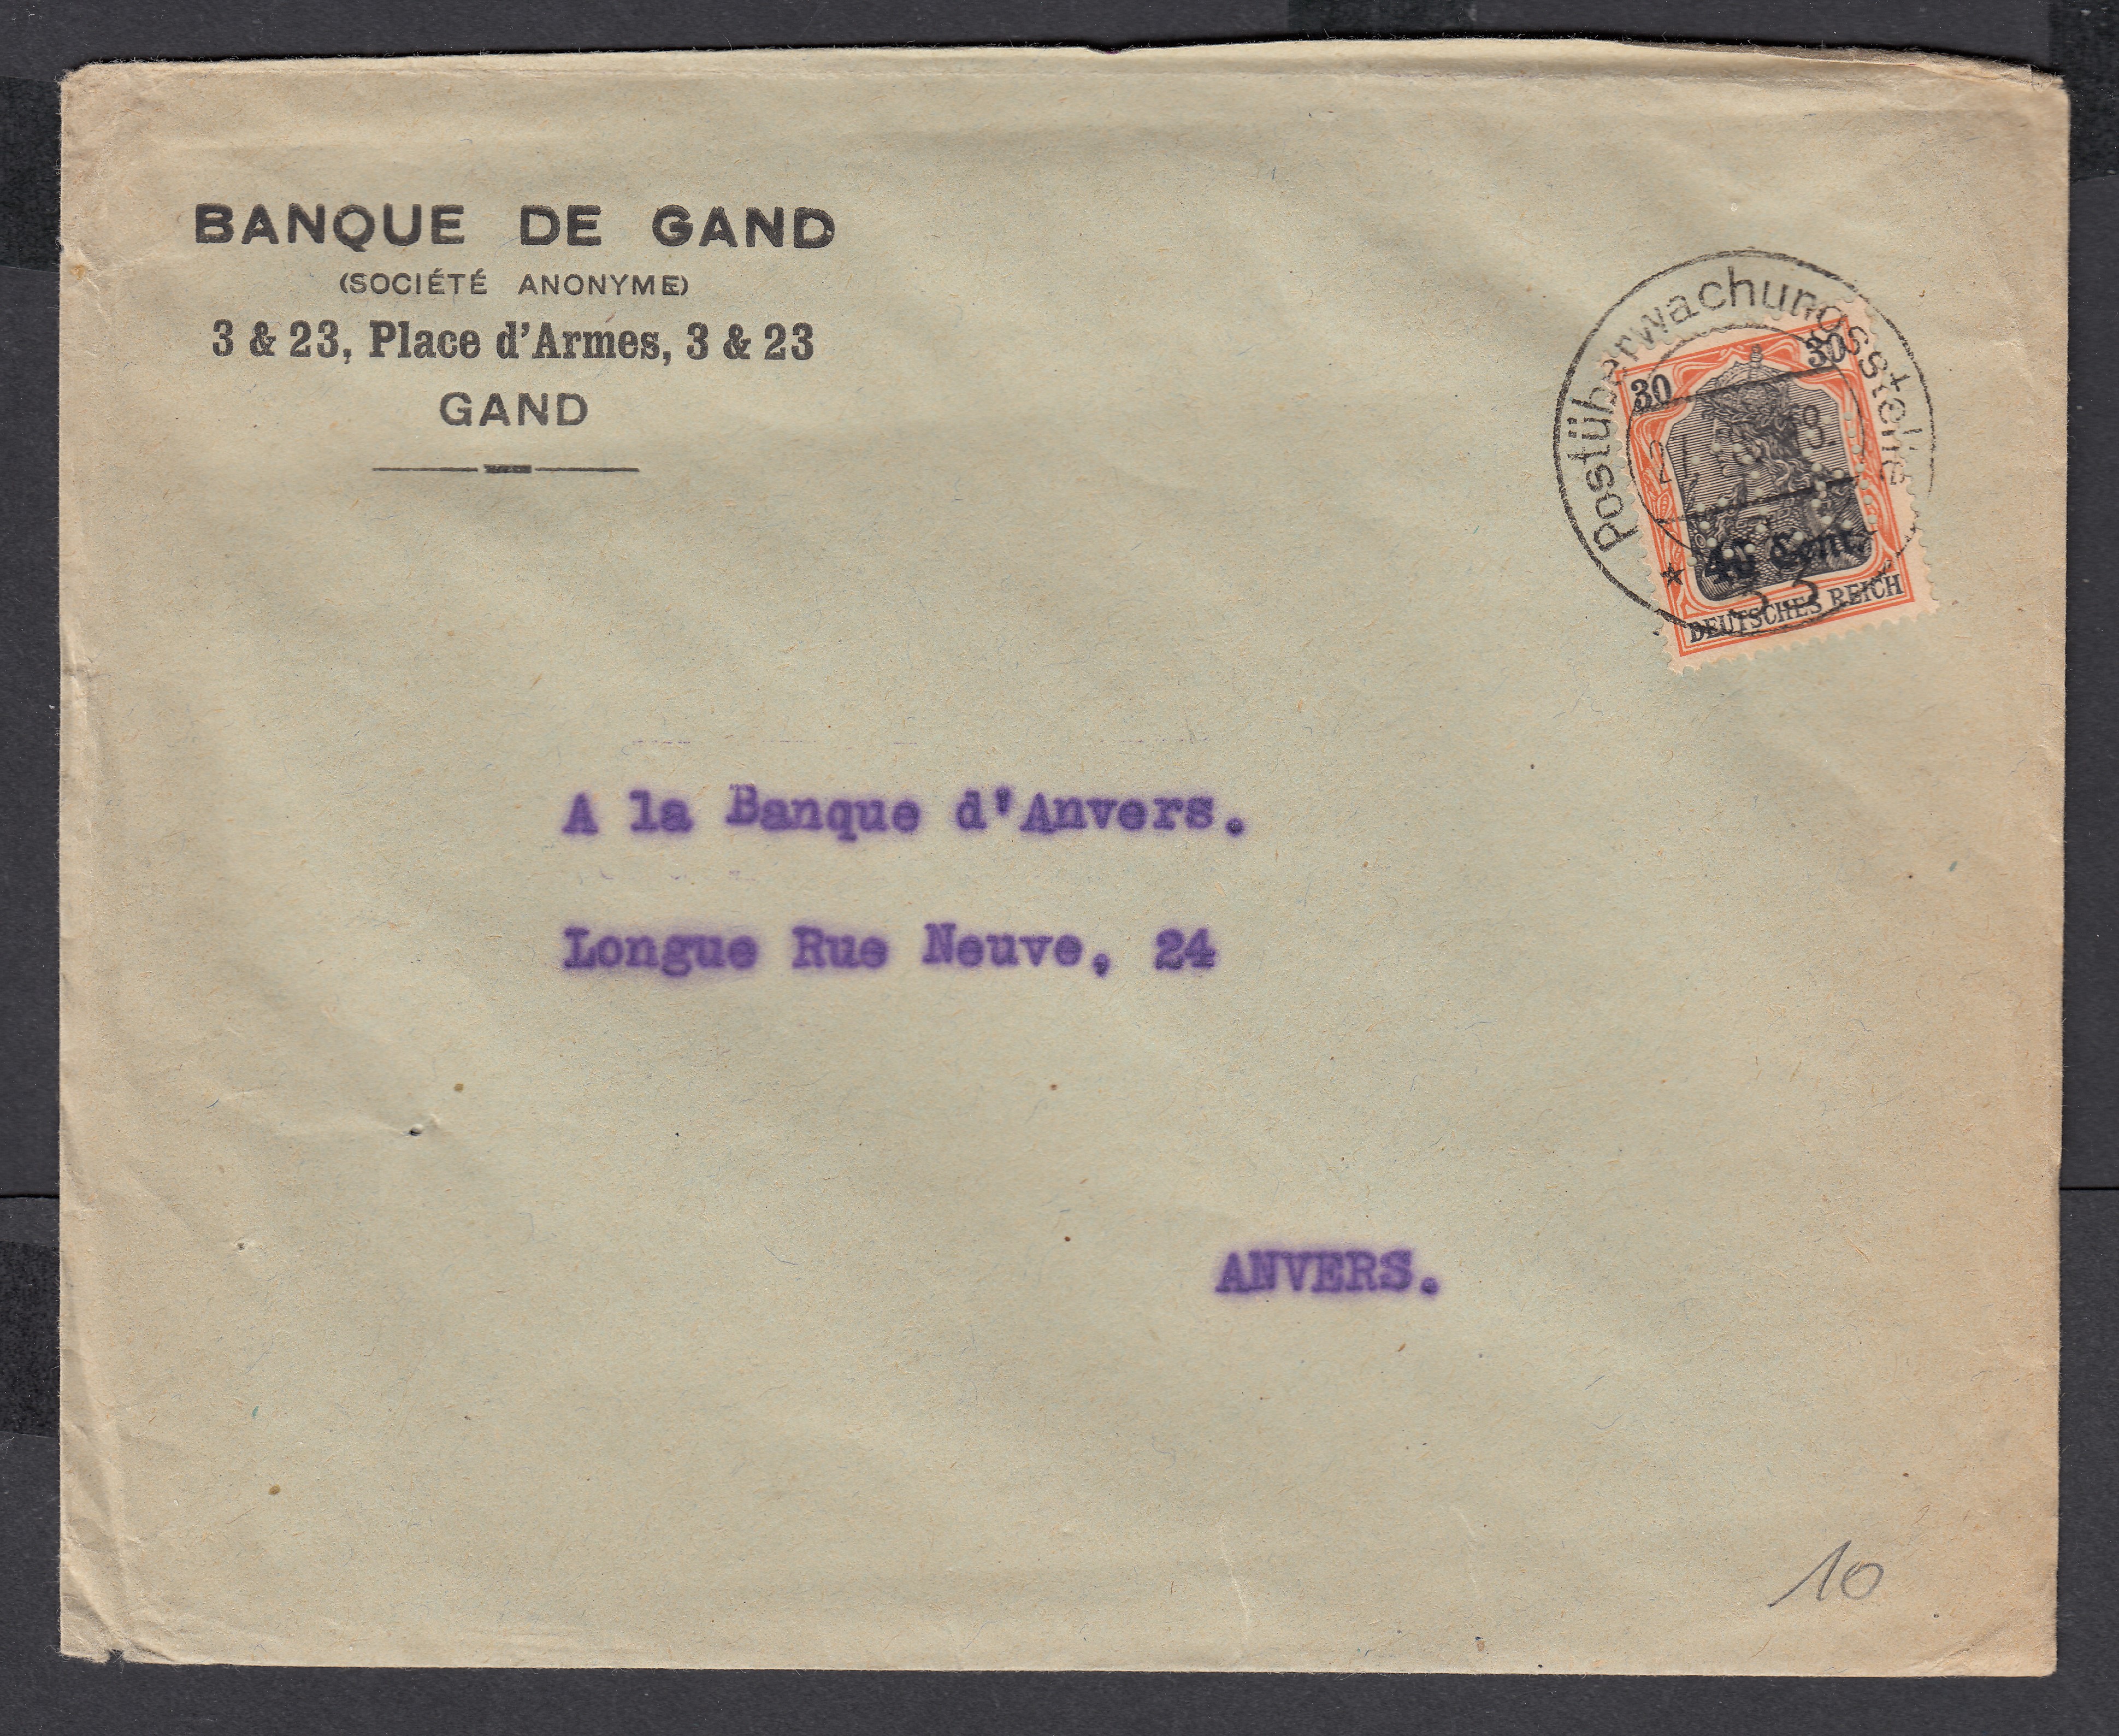 BANQUE DE GAND
(SOCIÉTÉ ANONYME)
3 & 23, Place d'Armes, 3 & 23
GAND
Postüberwachungsstelle
30 30
40 Cent.
* 33
DEUTSCHES REICH
A la Banque d'Anvers.
Longue Rue Neuve, 24
ANVERS.
10